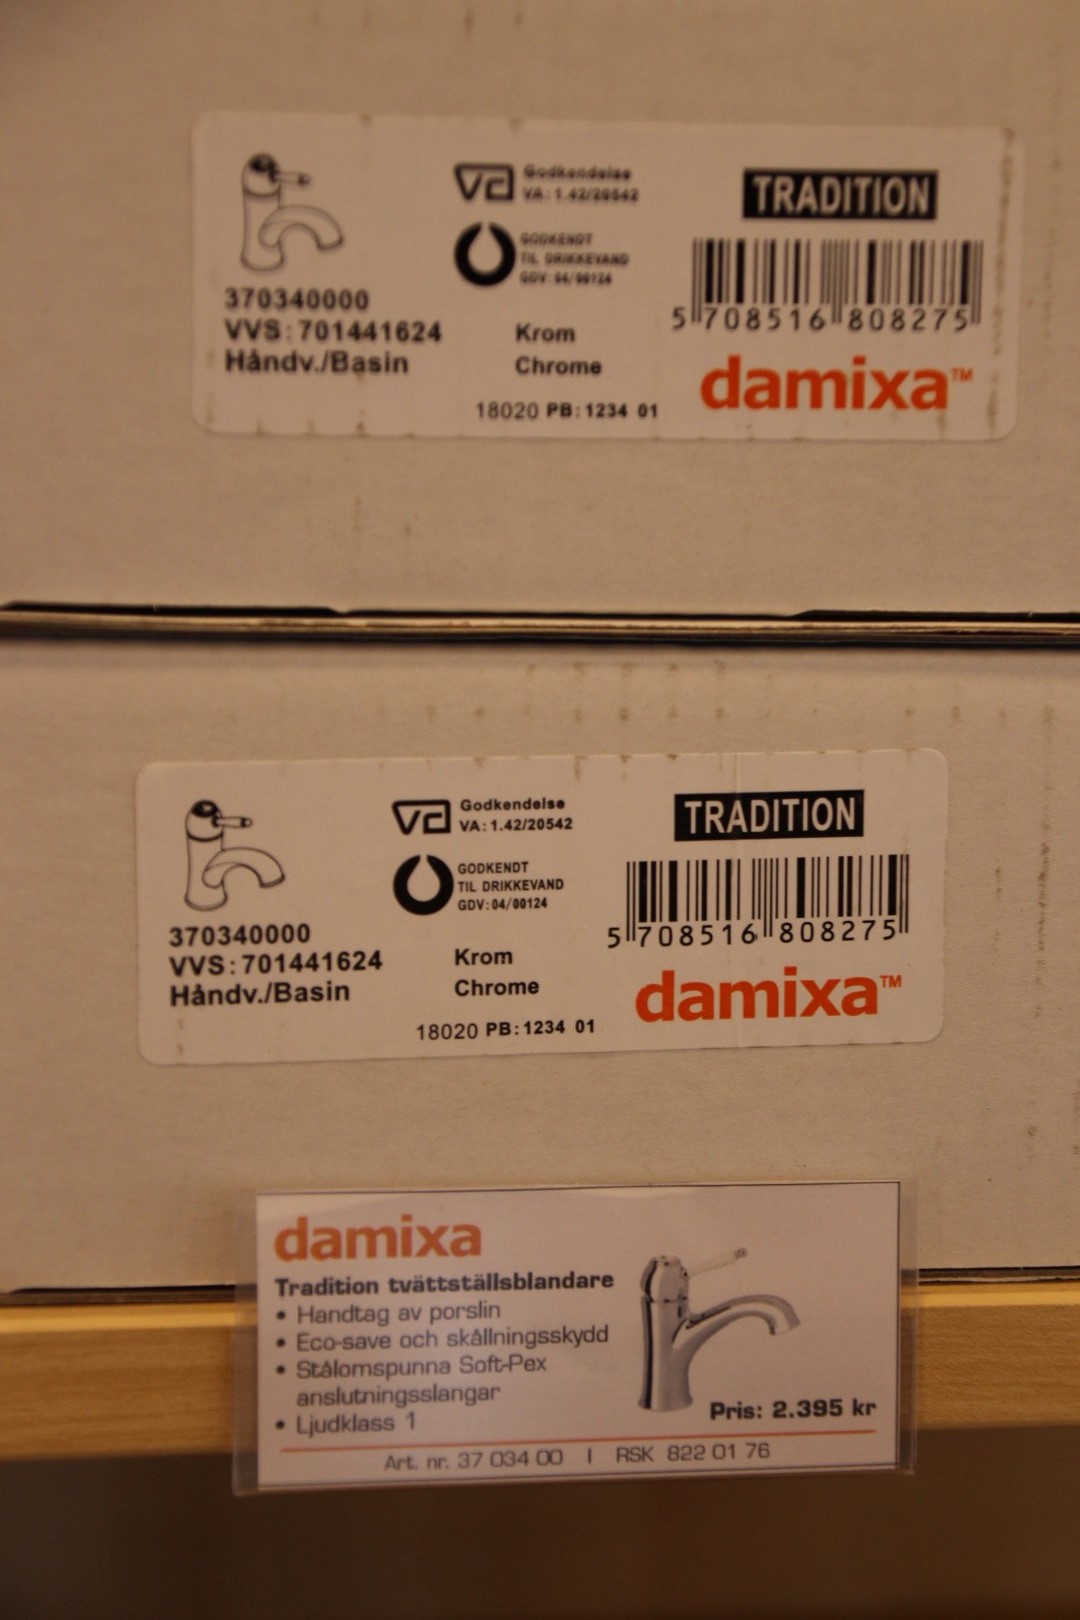 va Godkendelse
VA: 1.42/20542
GODKENDT
TIL DRIKKEVAND
GDV: 04/00124
TRADITION
5 708516 808275
370340000
VVS: 701441624
Håndv./Basin
Krom
Chrome
18020 PB: 1234 01
damixa™
va Godkendelse
VA: 1.42/20542
GODKENDT
TIL DRIKKEVAND
GDV: 04/00124
TRADITION
5 708516 808275
370340000
VVS: 701441624
Håndv./Basin
Krom
Chrome
18020 PB: 1234 01
damixa™
damixa
Tradition tvättställsblandare
• Handtag av porslin
• Eco-save och skållningsskydd
• Stålomspunna Soft-Pex
anslutningsslangar
• Ljudklass 1
Pris: 2.395 kr
Art. nr. 37 034 00 | RSK 822 01 76